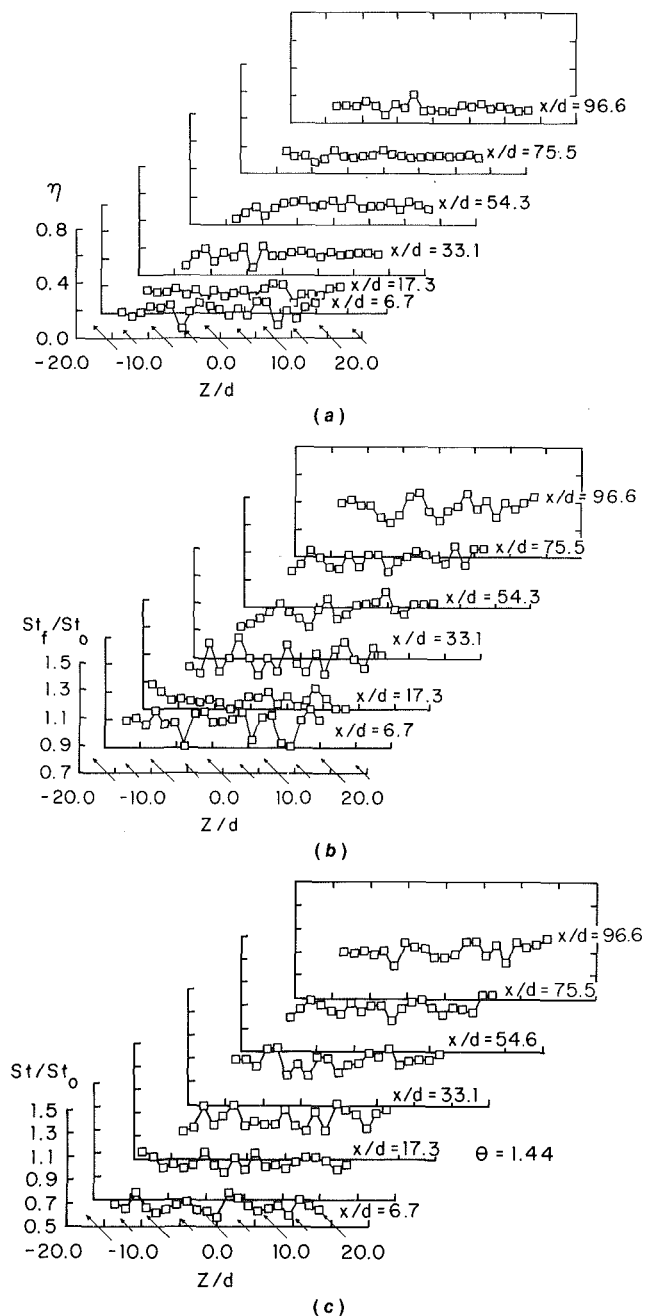 x/d = 96.6
x/d = 75.5
x/d = 54.3
η
0.8
x/d = 33.1
0.4
x/d = 17.3
x/d = 6.7
0.0
-20.0 -10.0 0.0 10.0 20.0
Z/d
(a)
x/d = 96.6
x/d = 75.5
x/d = 54.3
St_f/St_o
x/d = 33.1
1.5
1.3
x/d = 17.3
1.1
x/d = 6.7
0.9
0.7
-20.0 -10.0 0.0 10.0 20.0
Z/d
(b)
x/d = 96.6
x/d = 75.5
x/d = 54.6
St/St_o
x/d = 33.1
1.5
1.3
x/d = 17.3 θ = 1.44
1.1
0.9
0.7
x/d = 6.7
0.5
-20.0 -10.0 0.0 10.0 20.0
Z/d
(c)